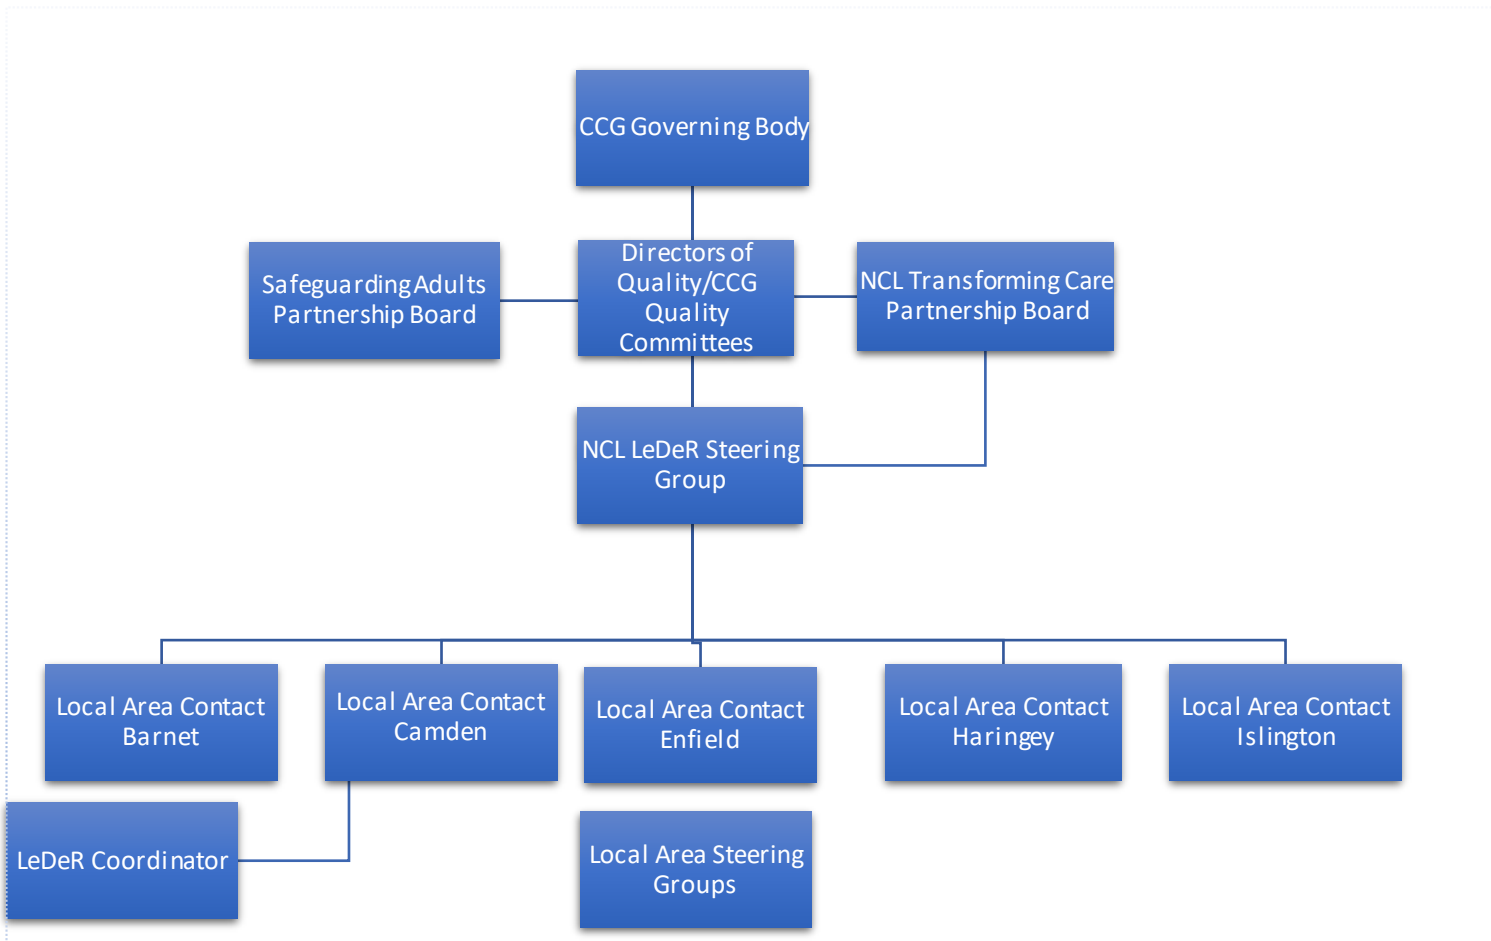 CCG Governing Body
Safeguarding Adults
Partnership Board
Directors of
Quality/CCG
Quality
Committees
NCL Transforming Care
Partnership Board
NCL LeDeR Steering
Group
Local Area Contact
Barnet
Local Area Contact
Camden
Local Area Contact
Enfield
Local Area Contact
Haringey
Local Area Contact
Islington
LeDeR Coordinator
Local Area Steering
Groups